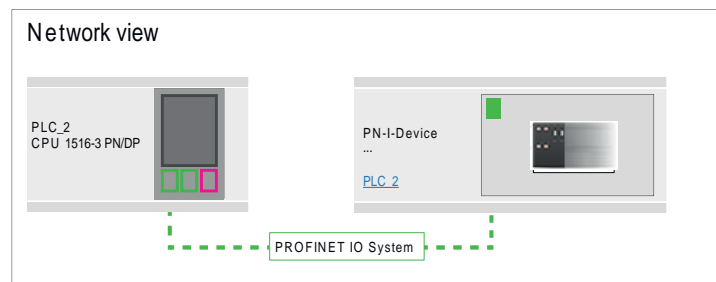 Network view
PLC_2
CPU 1516-3 PN/DP
PN-I-Device
...
PLC_2
PROFINET IO System